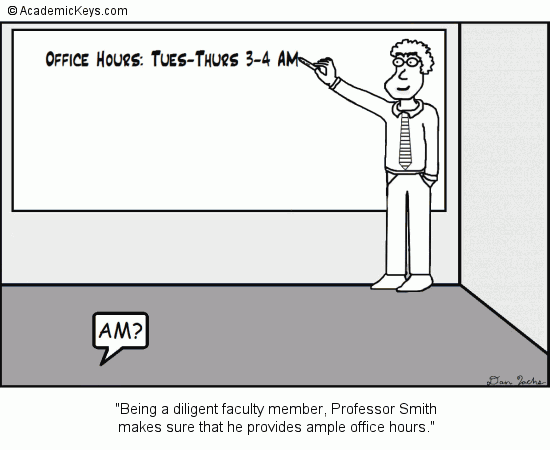 © AcademicKeys.com
OFFICE HOURS: TUES-THURS 3-4 AM
AM?
"Being a diligent faculty member, Professor Smith
makes sure that he provides ample office hours."